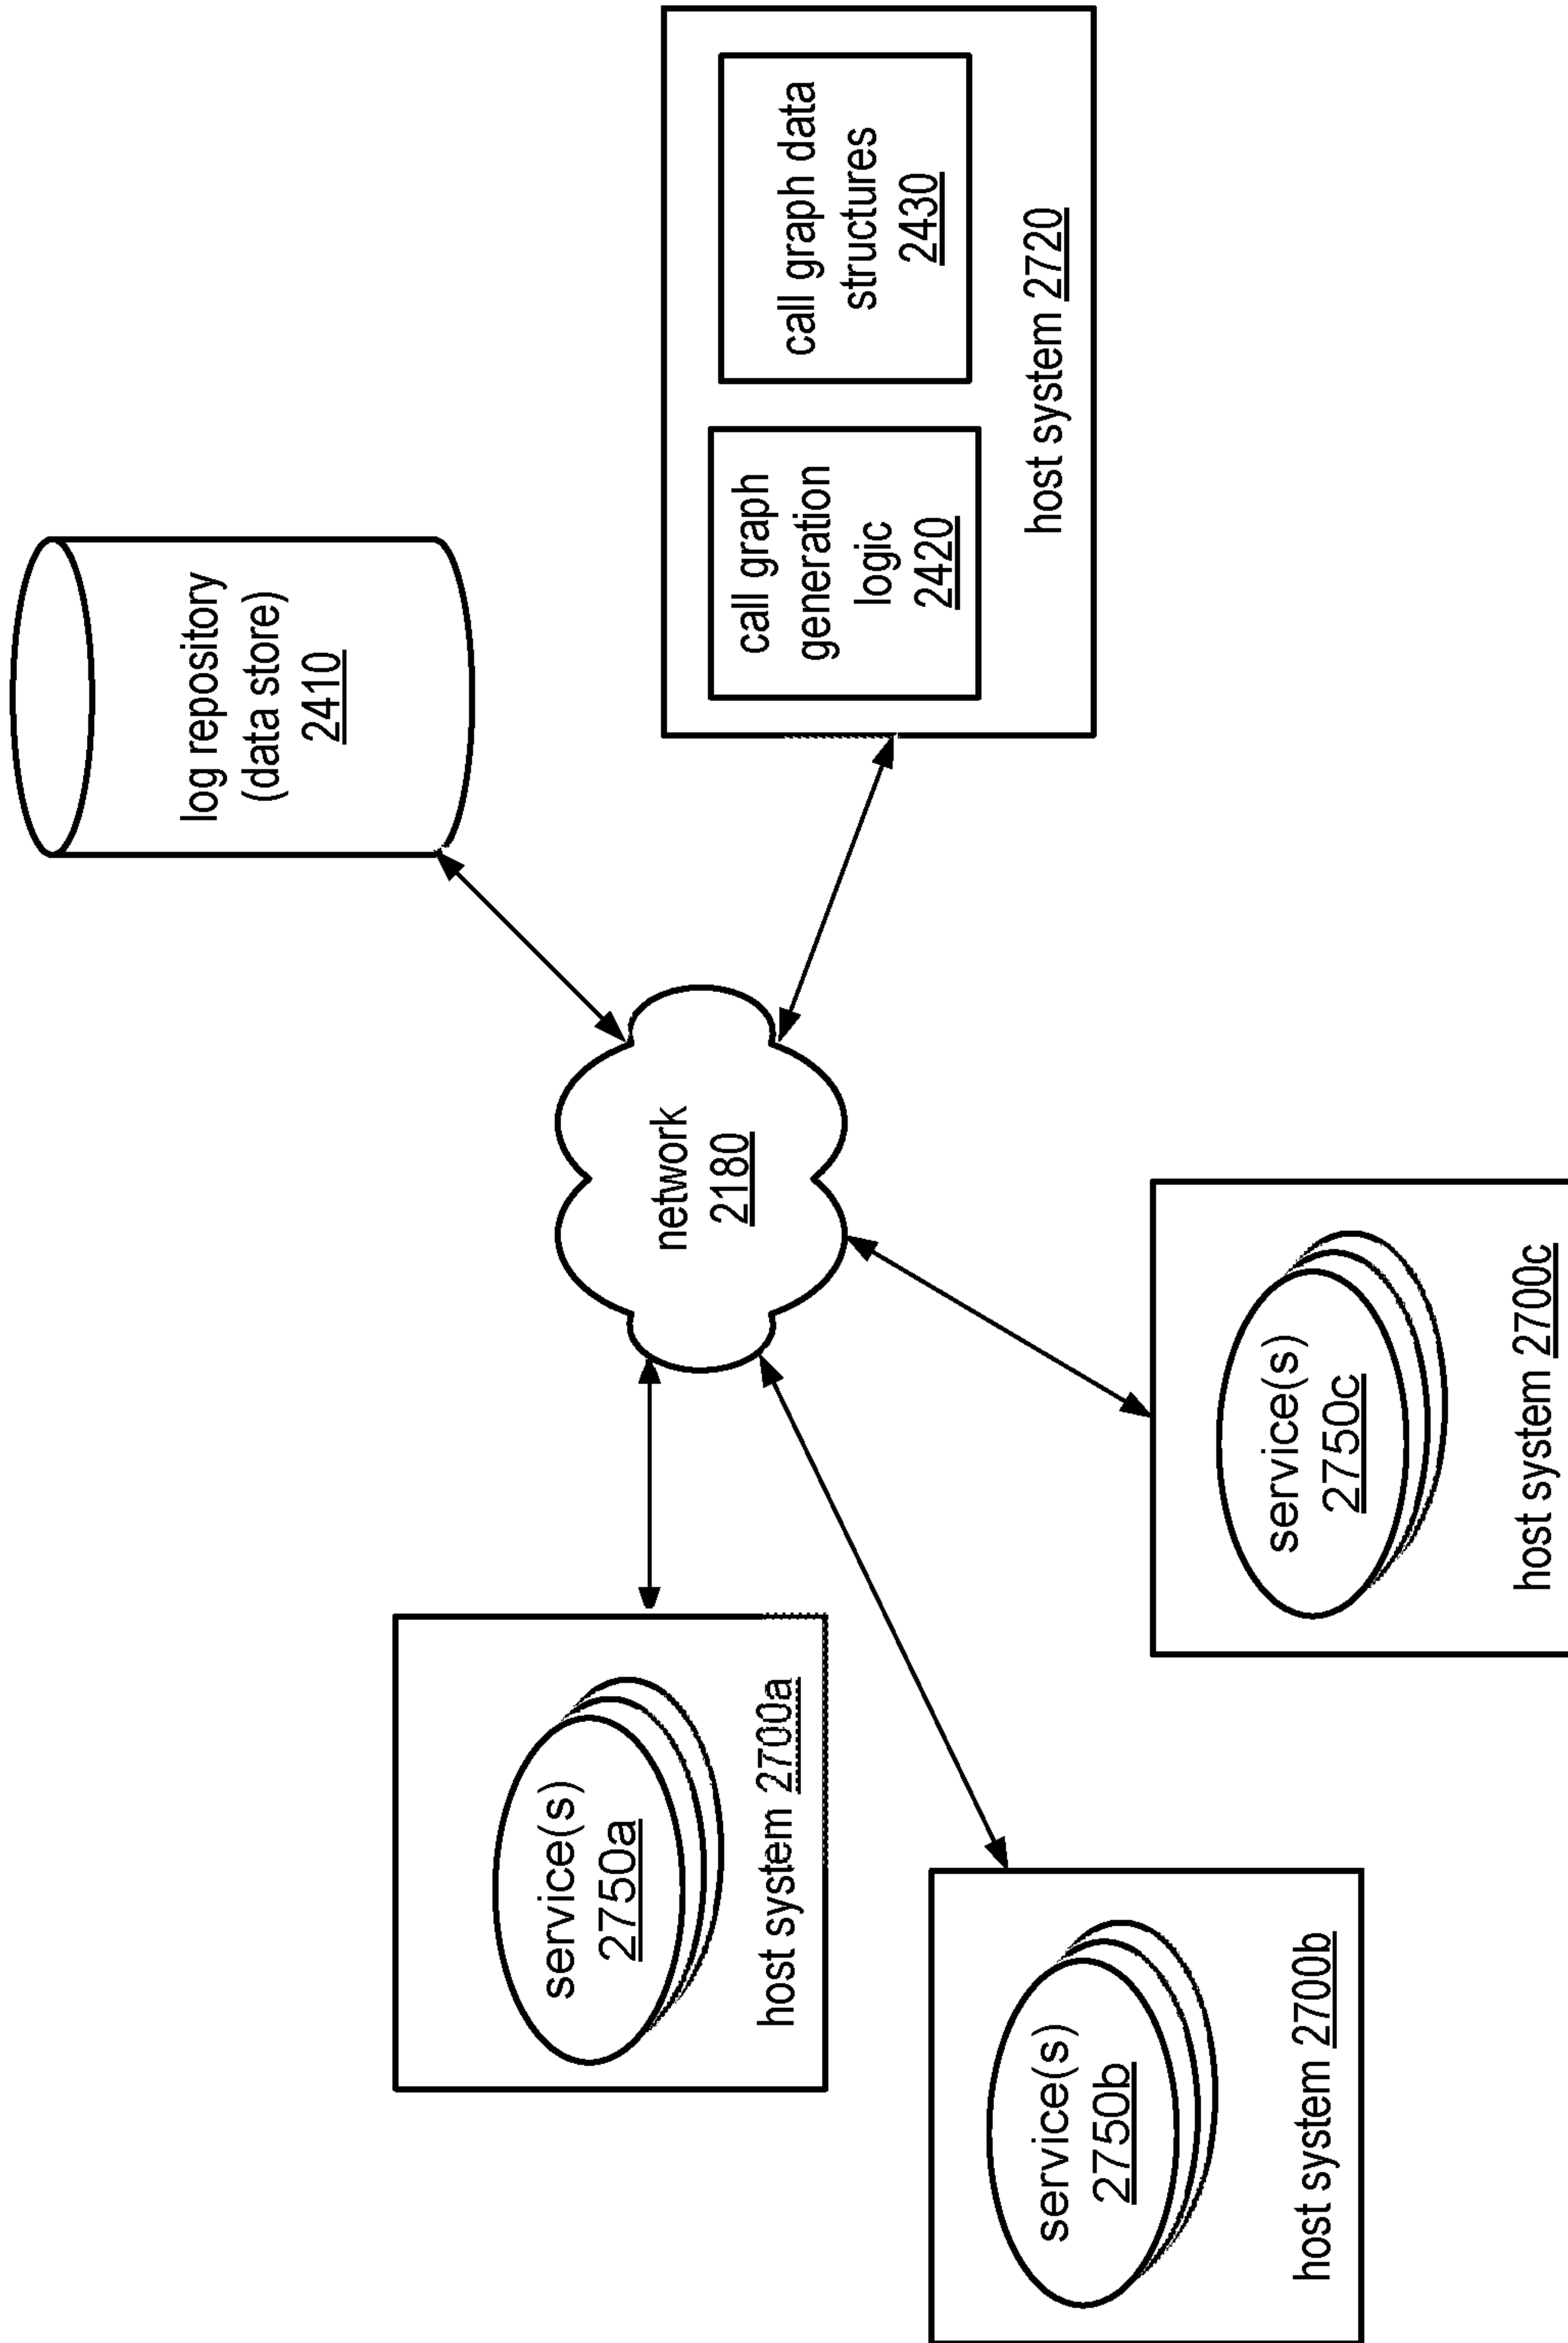 log repository
(data store)
2410
call graph
generation
logic
2420
call graph data
structures
2430
host system 2720
network
2180
service(s)
2750a
host system 2700a
service(s)
2750b
host system 2700b
service(s)
2750c
host system 2700c